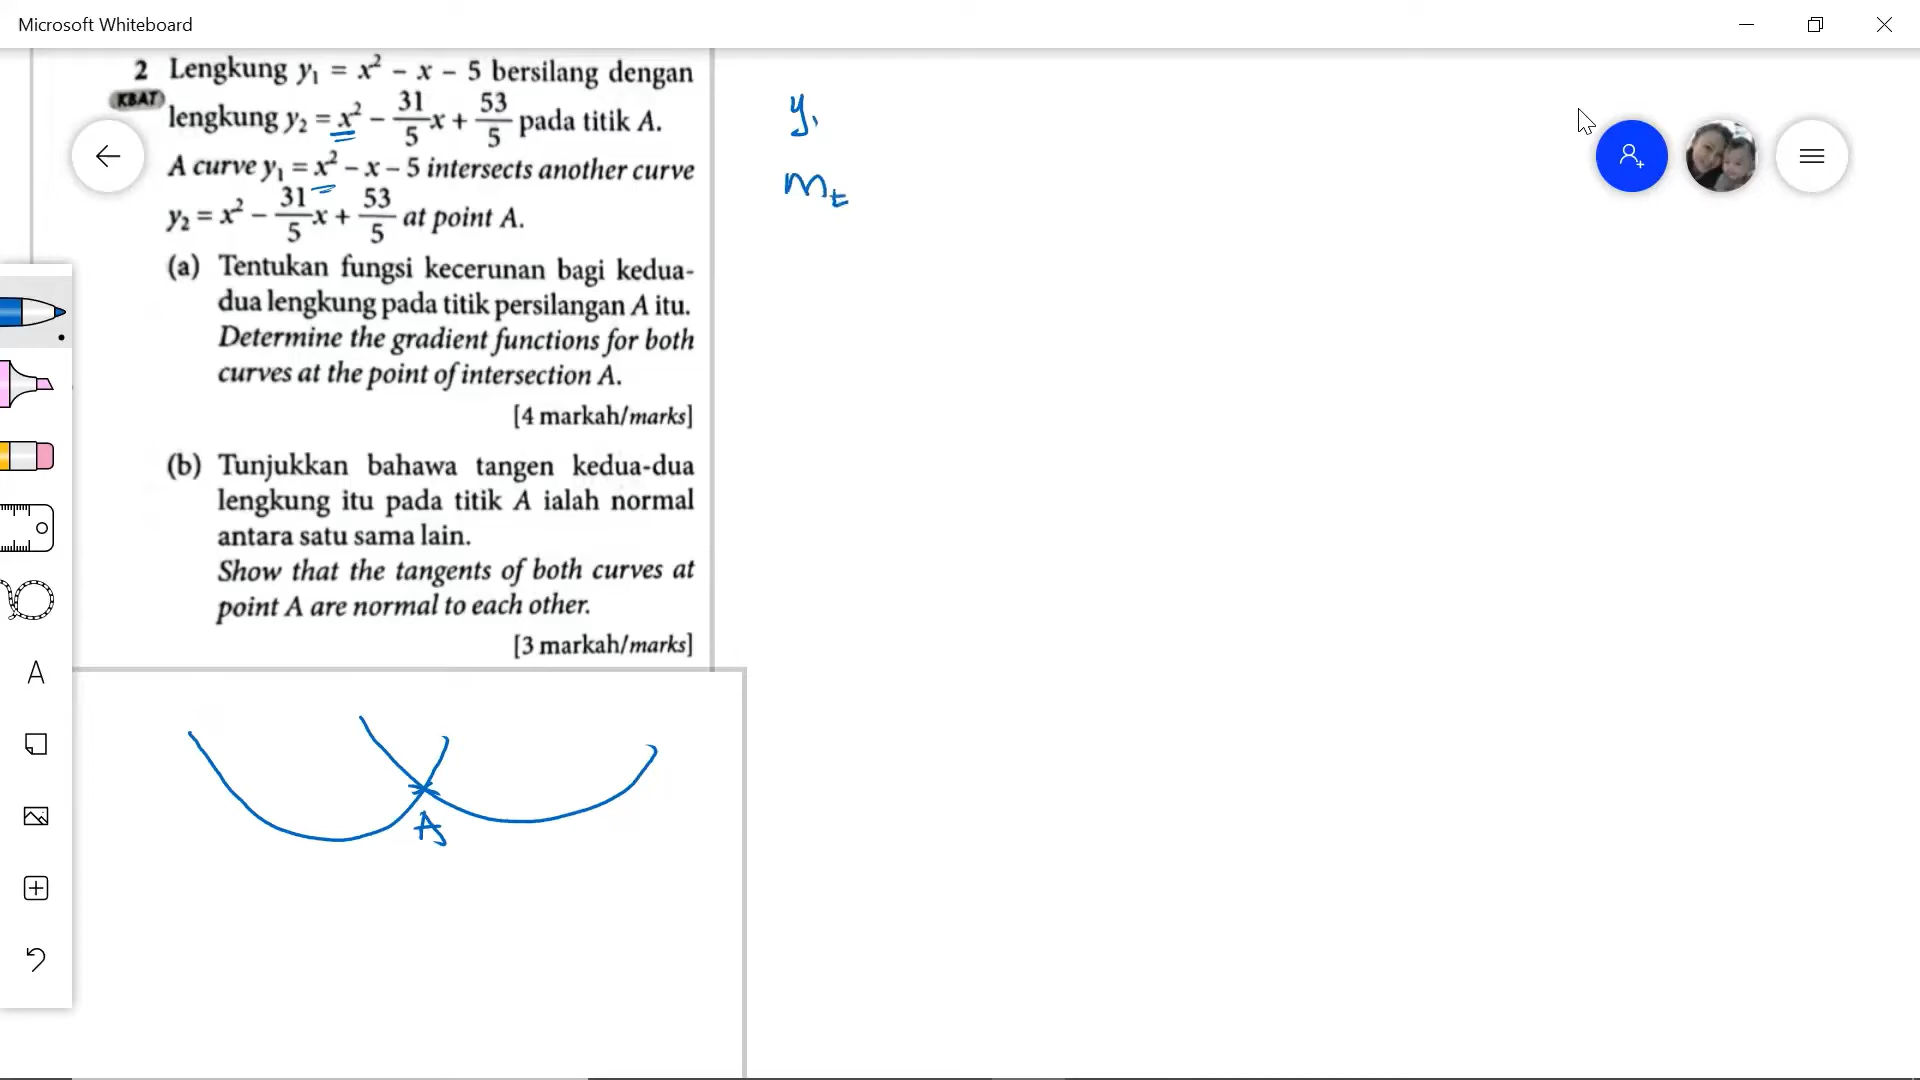 Microsoft Whiteboard
2 Lengkung y₁ = x² − x − 5 bersilang dengan
KBAT
lengkung y₂ = x² − 31/5 x + 53/5 pada titik A.
A curve y₁ = x² − x − 5 intersects another curve
y₂ = x² − 31/5 x + 53/5 at point A.
(a) Tentukan fungsi kecerunan bagi kedua-
dua lengkung pada titik persilangan A itu.
Determine the gradient functions for both
curves at the point of intersection A.
[4 markah/marks]
(b) Tunjukkan bahawa tangen kedua-dua
lengkung itu pada titik A ialah normal
antara satu sama lain.
Show that the tangents of both curves at
point A are normal to each other.
[3 markah/marks]
A
A
y₁
mₜ